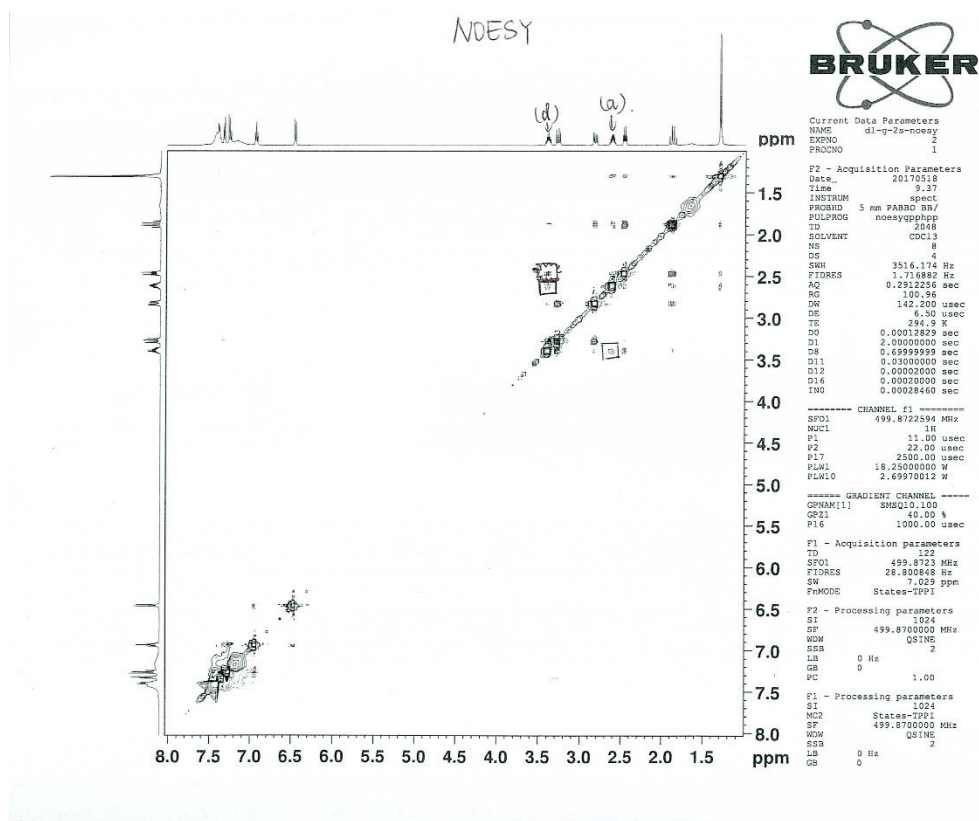 NOESY
(d)
(a).
BRUKER
ppm
1.5
2.0
2.5
3.0
3.5
4.0
4.5
5.0
5.5
6.0
6.5
7.0
7.5
8.0
8.0 7.5 7.0 6.5 6.0 5.5 5.0 4.5 4.0 3.5 3.0 2.5 2.0 1.5 ppm
Current Data Parameters
NAME dl-g-2s-noesy
EXPNO 2
PROCNO 1
F2 - Acquisition Parameters
Date_ 20170518
Time 9.37
INSTRUM spect
PROBHD 5 mm PABBO BB/
PULPROG noesygpphpp
TD 2048
SOLVENT CDCl3
NS 8
DS 4
SWH 3516.174 Hz
FIDRES 1.716882 Hz
AQ 0.2912256 sec
RG 100.96
DW 142.200 usec
DE 6.50 usec
TE 294.9 K
D0 0.00012829 sec
D1 2.00000000 sec
D8 0.69999999 sec
D11 0.03000000 sec
D12 0.00002000 sec
D16 0.00020000 sec
IN0 0.00028460 sec
======== CHANNEL f1 ========
SFO1 499.8722594 MHz
NUC1 1H
P1 11.00 usec
P2 22.00 usec
P17 2500.00 usec
PLW1 18.25000000 W
PLW10 2.69970012 W
====== GRADIENT CHANNEL =====
GPNAM[1] SMSQ10.100
GPZ1 40.00 %
P16 1000.00 usec
F1 - Acquisition parameters
TD 122
SFO1 499.8723 MHz
FIDRES 28.800848 Hz
SW 7.029 ppm
FnMODE States-TPPI
F2 - Processing parameters
SI 1024
SF 499.8700000 MHz
WDW QSINE
SSB 2
LB 0 Hz
GB 0
PC 1.00
F1 - Processing parameters
SI 1024
MC2 States-TPPI
SF 499.8700000 MHz
WDW QSINE
SSB 2
LB 0 Hz
GB 0